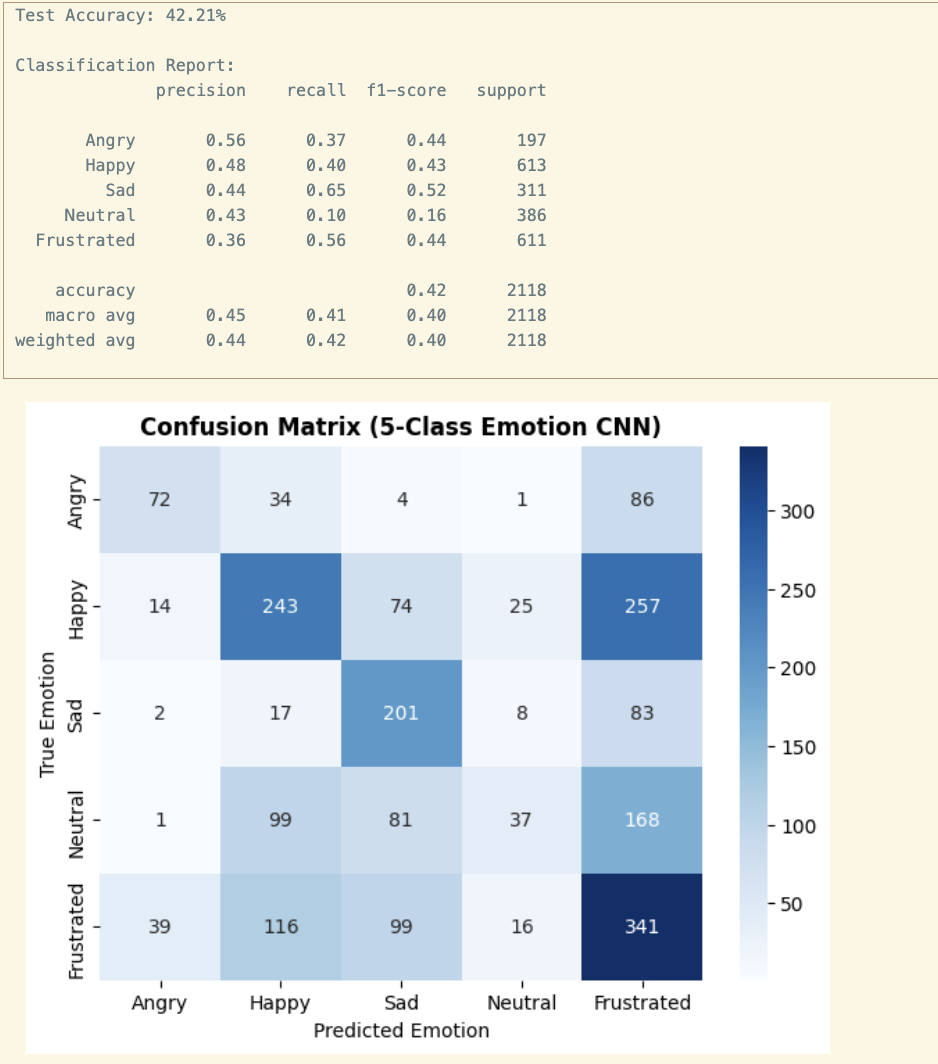 Test Accuracy: 42.21%
Classification Report:
precision recall f1-score support
Angry 0.56 0.37 0.44 197
Happy 0.48 0.40 0.43 613
Sad 0.44 0.65 0.52 311
Neutral 0.43 0.10 0.16 386
Frustrated 0.36 0.56 0.44 611
accuracy 0.42 2118
macro avg 0.45 0.41 0.40 2118
weighted avg 0.44 0.42 0.40 2118
Confusion Matrix (5-Class Emotion CNN)
True Emotion
Angry 72 34 4 1 86
Happy 14 243 74 25 257
Sad 2 17 201 8 83
Neutral 1 99 81 37 168
Frustrated 39 116 99 16 341
Angry Happy Sad Neutral Frustrated
Predicted Emotion
300
250
200
150
100
50